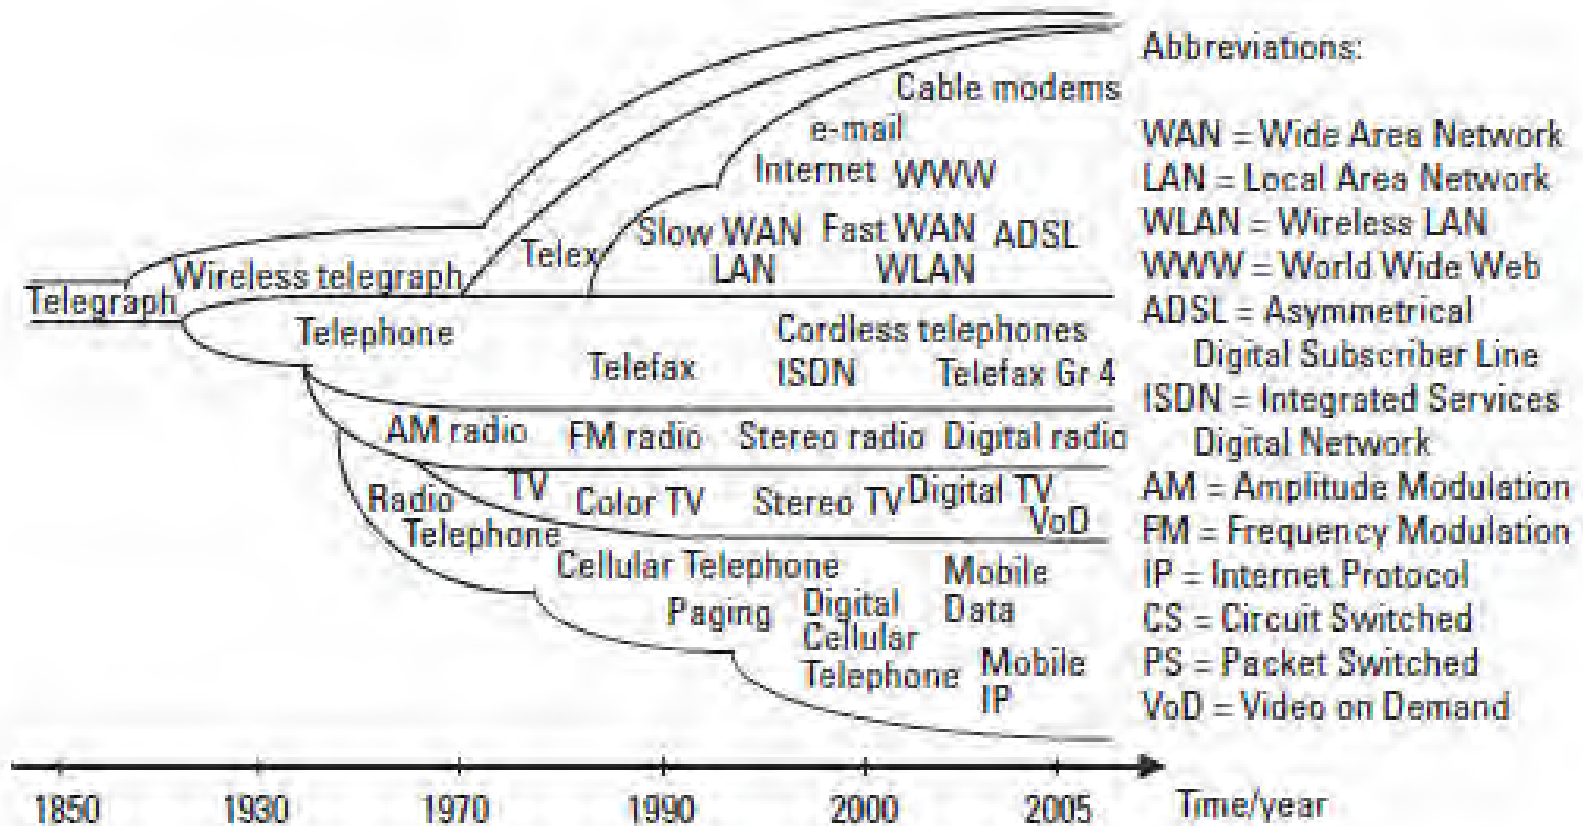 Cable modems
e-mail
Internet WWW
Slow WAN Fast WAN ADSL
Telex
LAN WLAN
Wireless telegraph
Telegraph
Telephone
Cordless telephones
Telefax ISDN Telefax Gr 4
AM radio FM radio Stereo radio Digital radio
Radio TV Color TV Stereo TV Digital TV
VoD
Telephone
Cellular Telephone Mobile
Paging Digital Data
Cellular
Telephone Mobile
IP
1850 1930 1970 1990 2000 2005 Time/year
Abbreviations:
WAN = Wide Area Network
LAN = Local Area Network
WLAN = Wireless LAN
WWW = World Wide Web
ADSL = Asymmetrical
Digital Subscriber Line
ISDN = Integrated Services
Digital Network
AM = Amplitude Modulation
FM = Frequency Modulation
IP = Internet Protocol
CS = Circuit Switched
PS = Packet Switched
VoD = Video on Demand